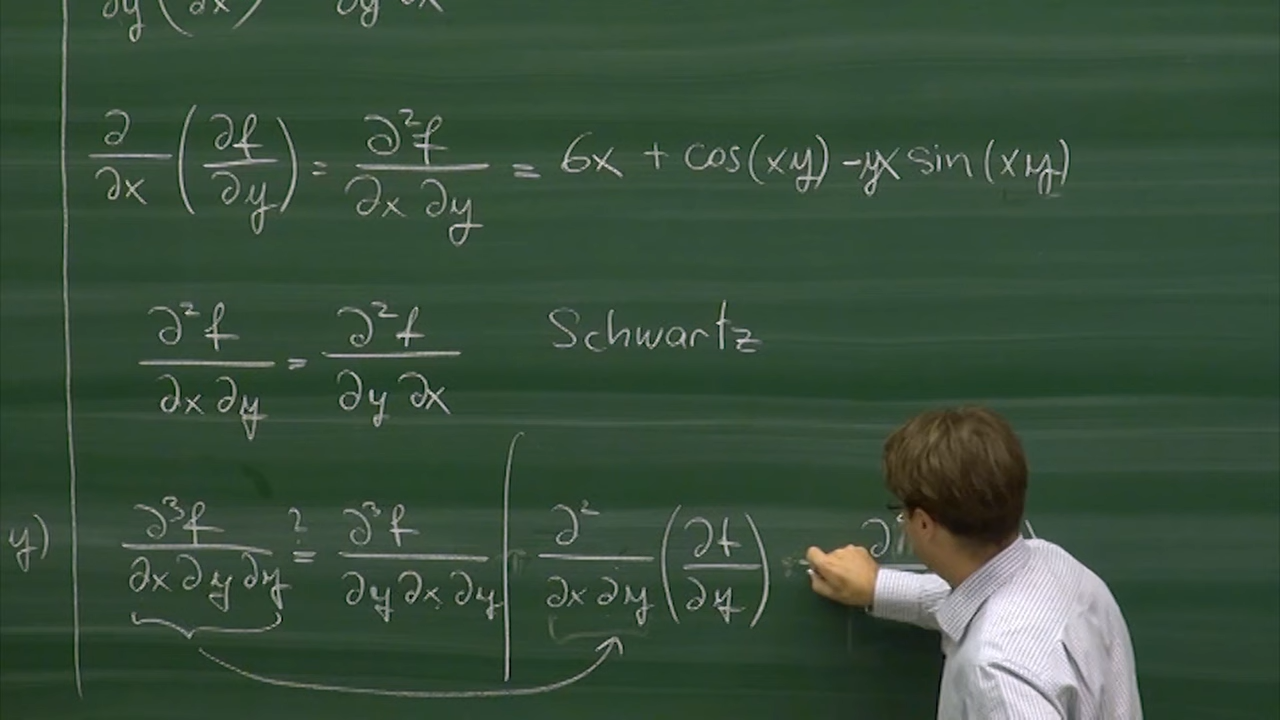 ∂y (∂x) ∂y ∂x
∂/∂x (∂f/∂y) = ∂²f/∂x ∂y = 6x + cos(xy) - yx sin(xy)
∂²f/∂x ∂y = ∂²f/∂y ∂x Schwartz
y) ∂³f/∂x ∂y ∂y ≟ ∂³f/∂y ∂x ∂y | ∂²/∂x ∂y (∂f/∂y)